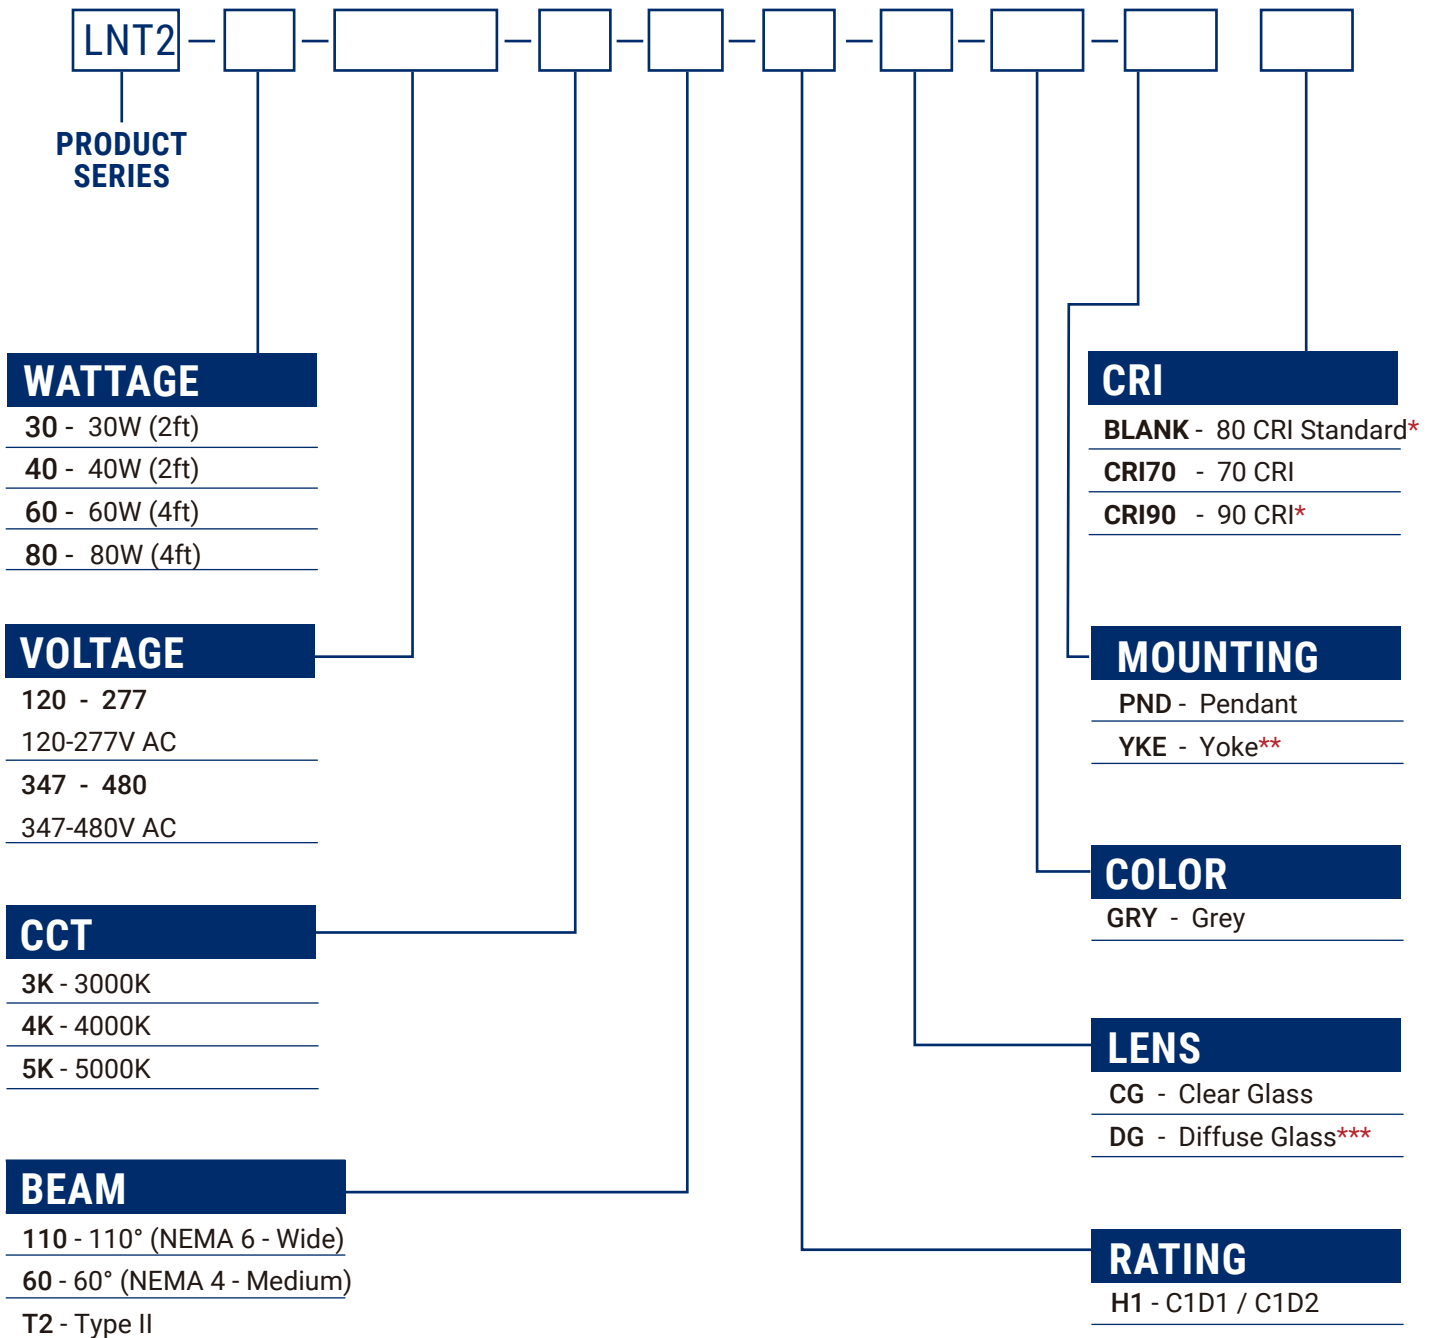 LNT2
PRODUCT
SERIES
WATTAGE
30 - 30W (2ft)
40 - 40W (2ft)
60 - 60W (4ft)
80 - 80W (4ft)
VOLTAGE
120 - 277
120-277V AC
347 - 480
347-480V AC
CCT
3K - 3000K
4K - 4000K
5K - 5000K
BEAM
110 - 110° (NEMA 6 - Wide)
60 - 60° (NEMA 4 - Medium)
T2 - Type II
CRI
BLANK - 80 CRI Standard*
CRI70 - 70 CRI
CRI90 - 90 CRI*
MOUNTING
PND - Pendant
YKE - Yoke**
COLOR
GRY - Grey
LENS
CG - Clear Glass
DG - Diffuse Glass***
RATING
H1 - C1D1 / C1D2